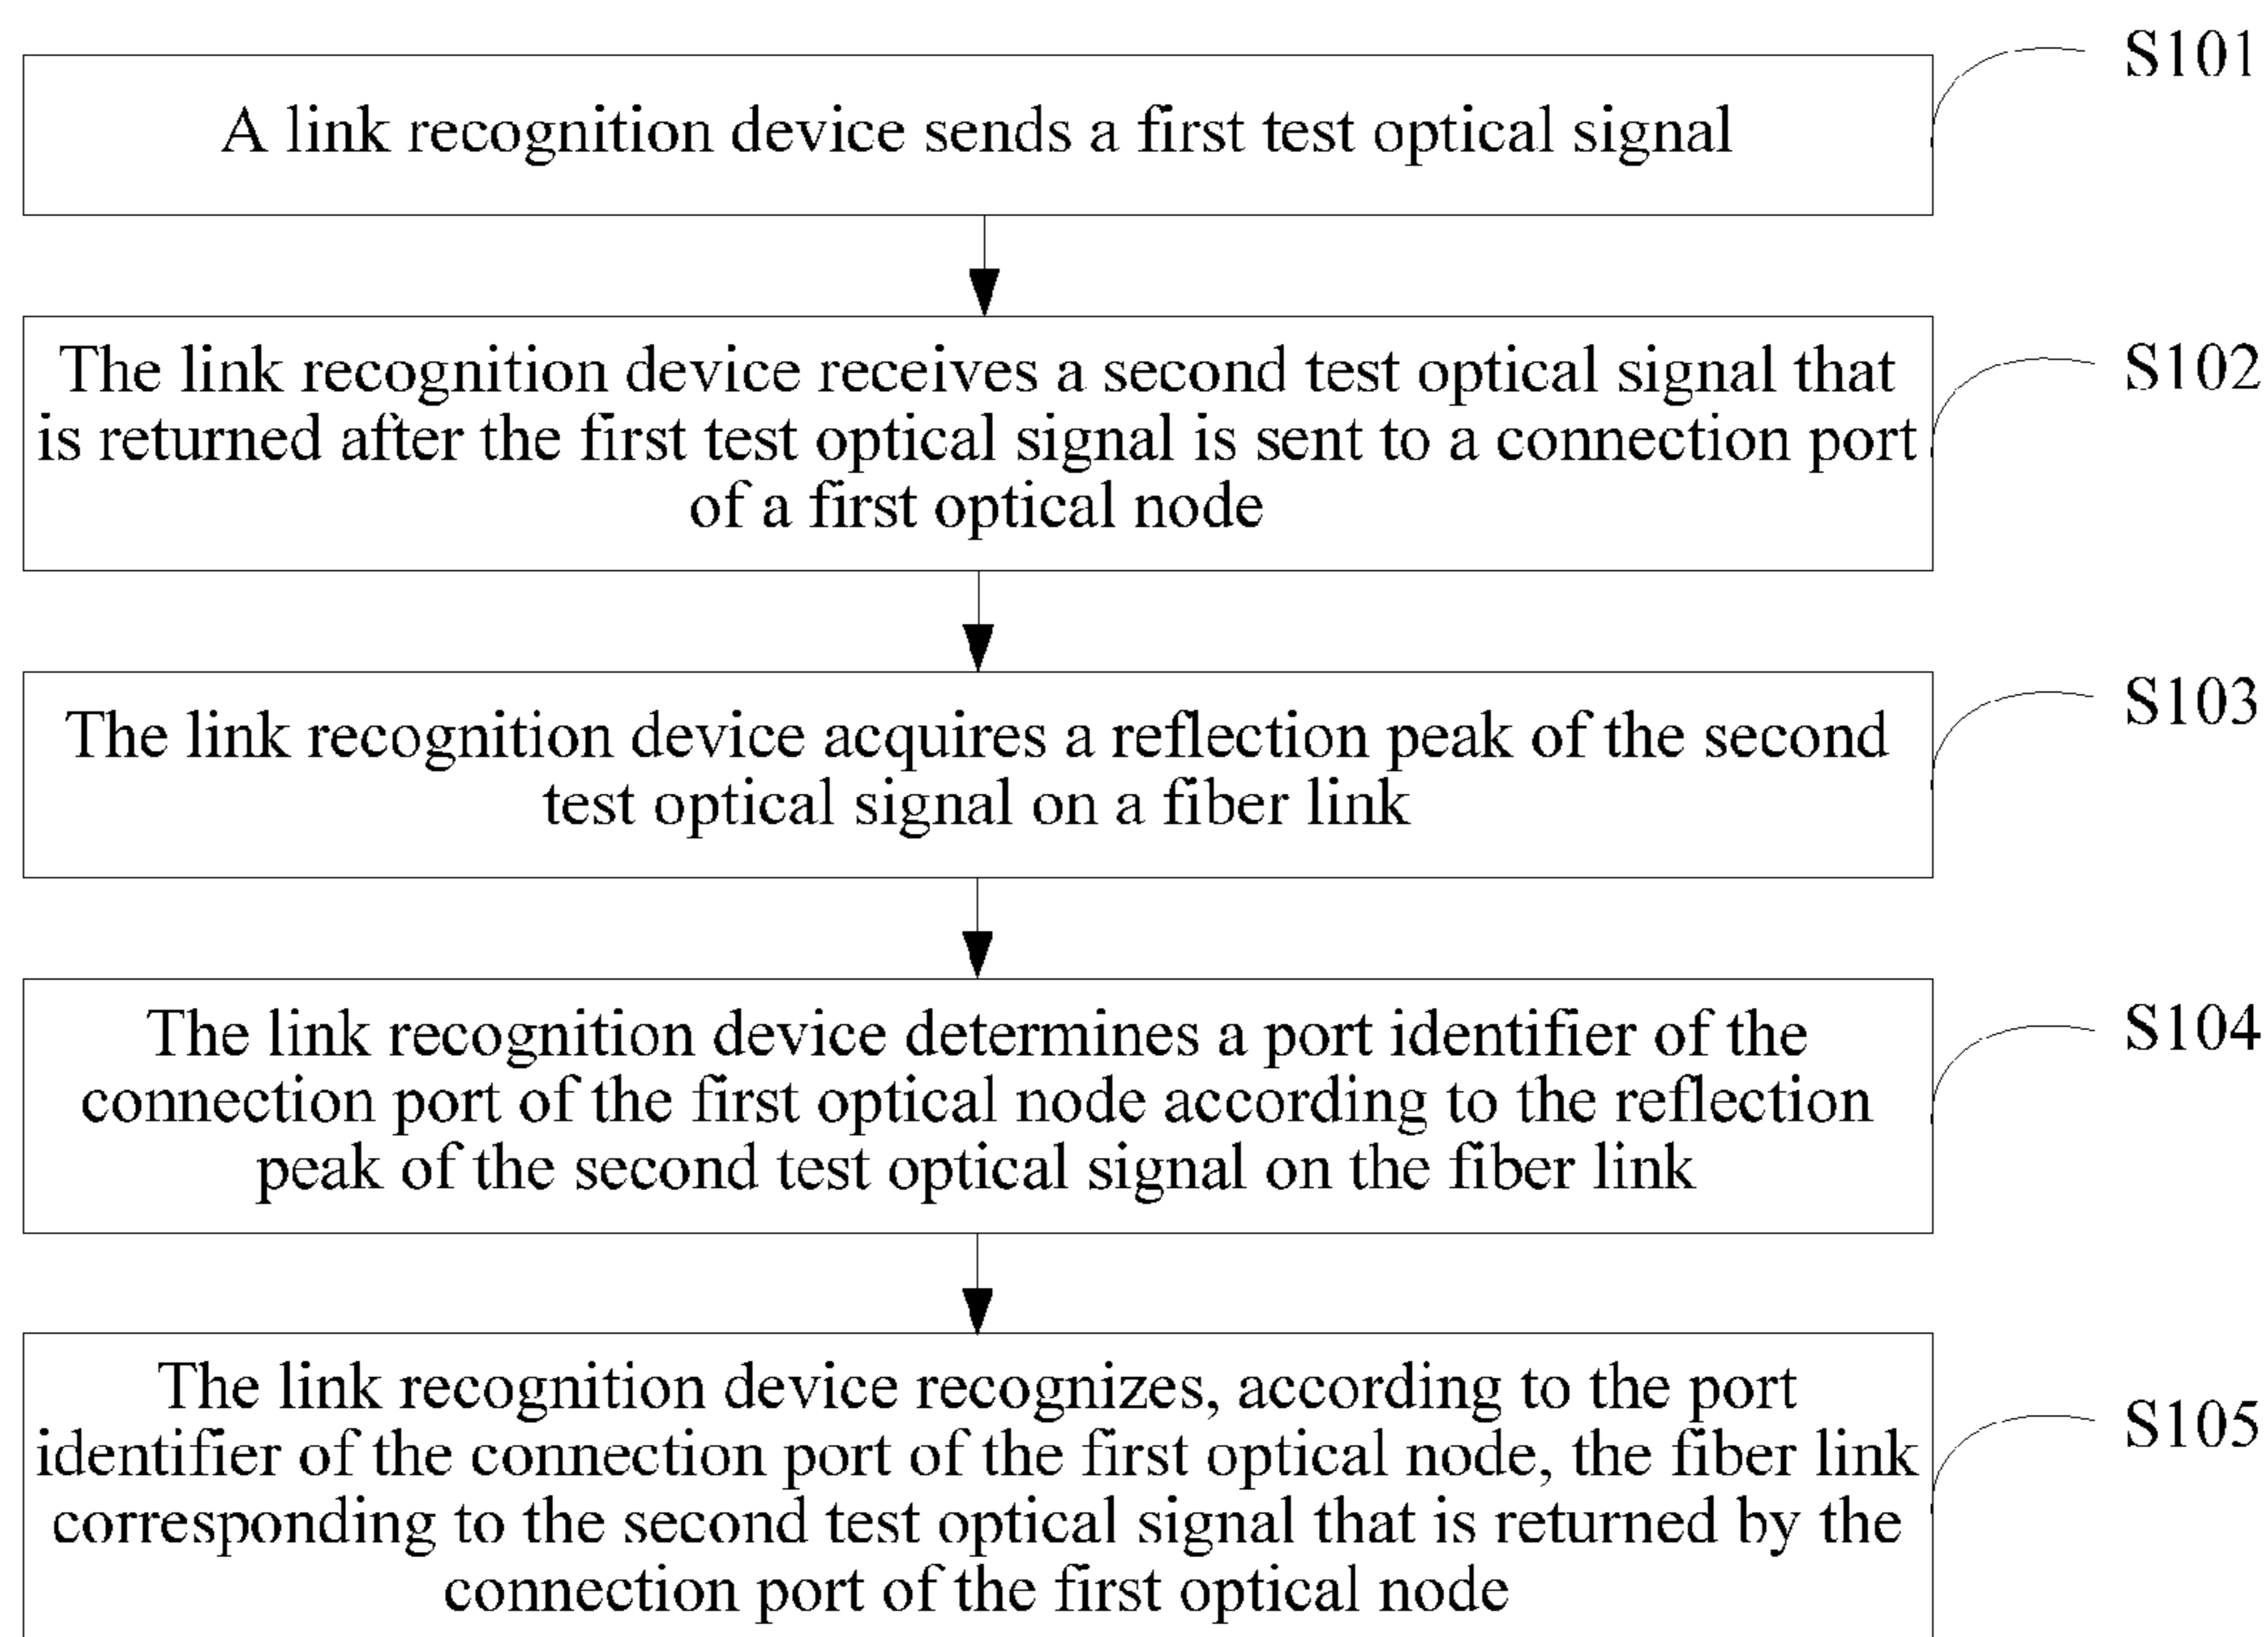 S101
A link recognition device sends a first test optical signal
S102
The link recognition device receives a second test optical signal that
is returned after the first test optical signal is sent to a connection port
of a first optical node
S103
The link recognition device acquires a reflection peak of the second
test optical signal on a fiber link
S104
The link recognition device determines a port identifier of the
connection port of the first optical node according to the reflection
peak of the second test optical signal on the fiber link
S105
The link recognition device recognizes, according to the port
identifier of the connection port of the first optical node, the fiber link
corresponding to the second test optical signal that is returned by the
connection port of the first optical node